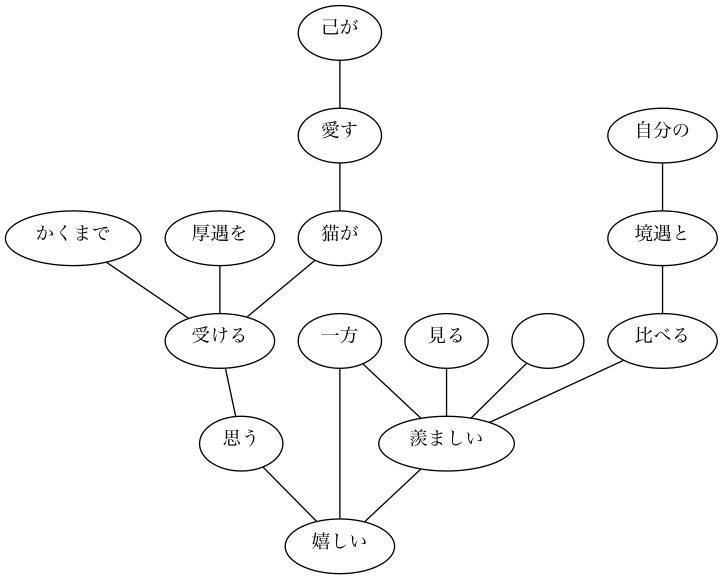 己が
愛す
自分の
かくまで
厚遇を
猫が
境遇と
受ける
一方
見る
比べる
思う
羨ましい
嬉しい